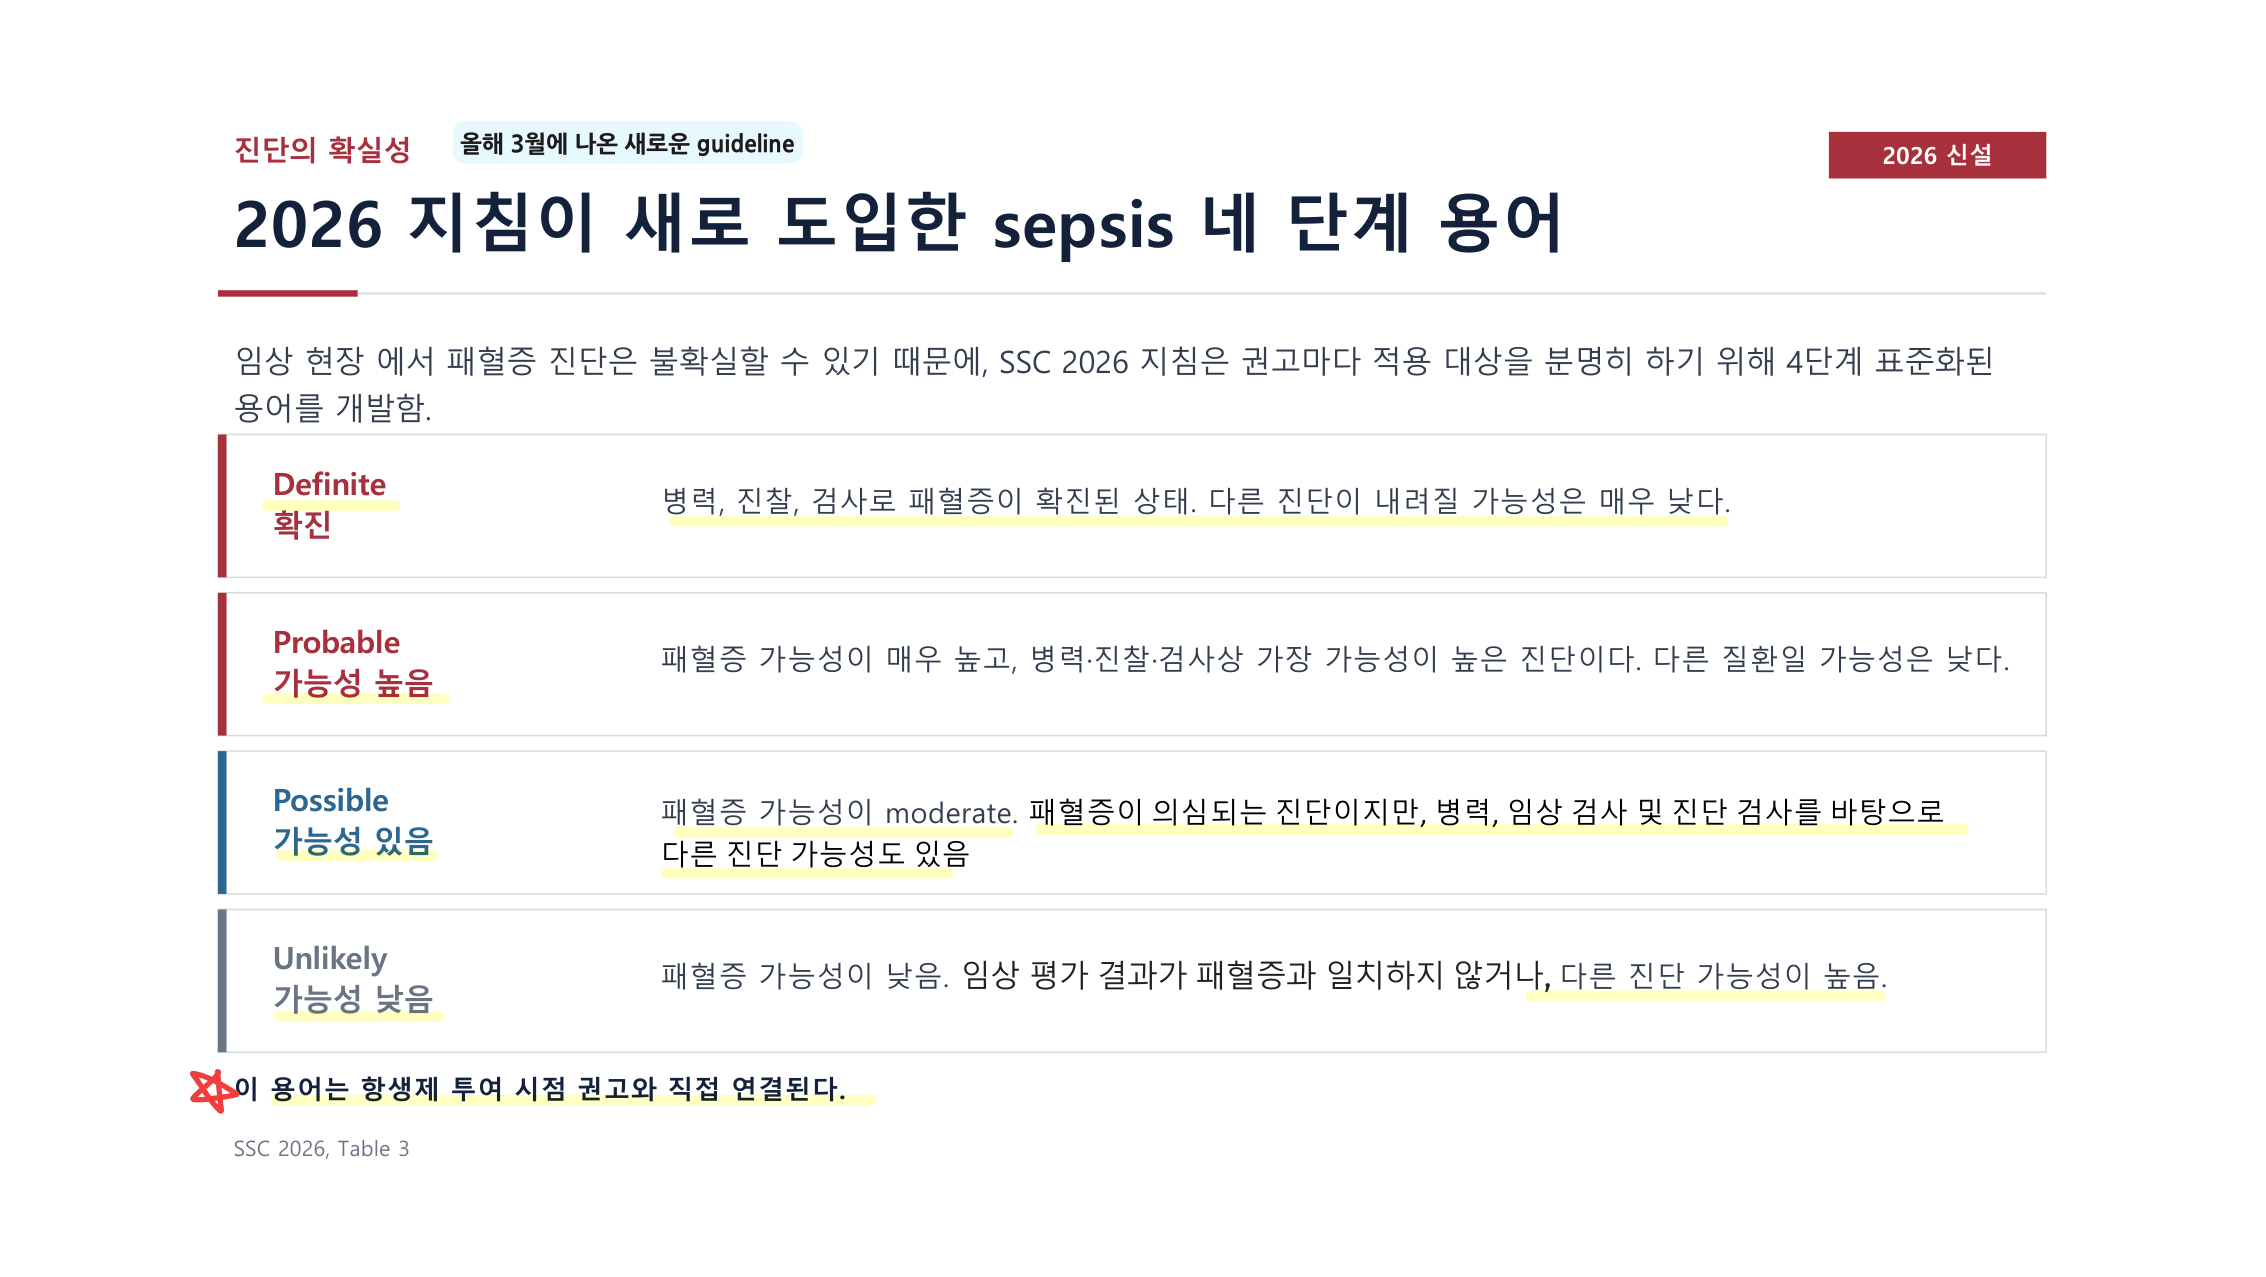 진단의 확실성
올해 3월에 나온 새로운 guideline
2026 신설
2026 지침이 새로 도입한 sepsis 네 단계 용어
임상 현장 에서 패혈증 진단은 불확실할 수 있기 때문에, SSC 2026 지침은 권고마다 적용 대상을 분명히 하기 위해 4단계 표준화된
용어를 개발함.
Definite
확진
병력, 진찰, 검사로 패혈증이 확진된 상태. 다른 진단이 내려질 가능성은 매우 낮다.
Probable
가능성 높음
패혈증 가능성이 매우 높고, 병력·진찰·검사상 가장 가능성이 높은 진단이다. 다른 질환일 가능성은 낮다.
Possible
가능성 있음
패혈증 가능성이 moderate. 패혈증이 의심되는 진단이지만, 병력, 임상 검사 및 진단 검사를 바탕으로
다른 진단 가능성도 있음
Unlikely
가능성 낮음
패혈증 가능성이 낮음. 임상 평가 결과가 패혈증과 일치하지 않거나, 다른 진단 가능성이 높음.
이 용어는 항생제 투여 시점 권고와 직접 연결된다.
SSC 2026, Table 3